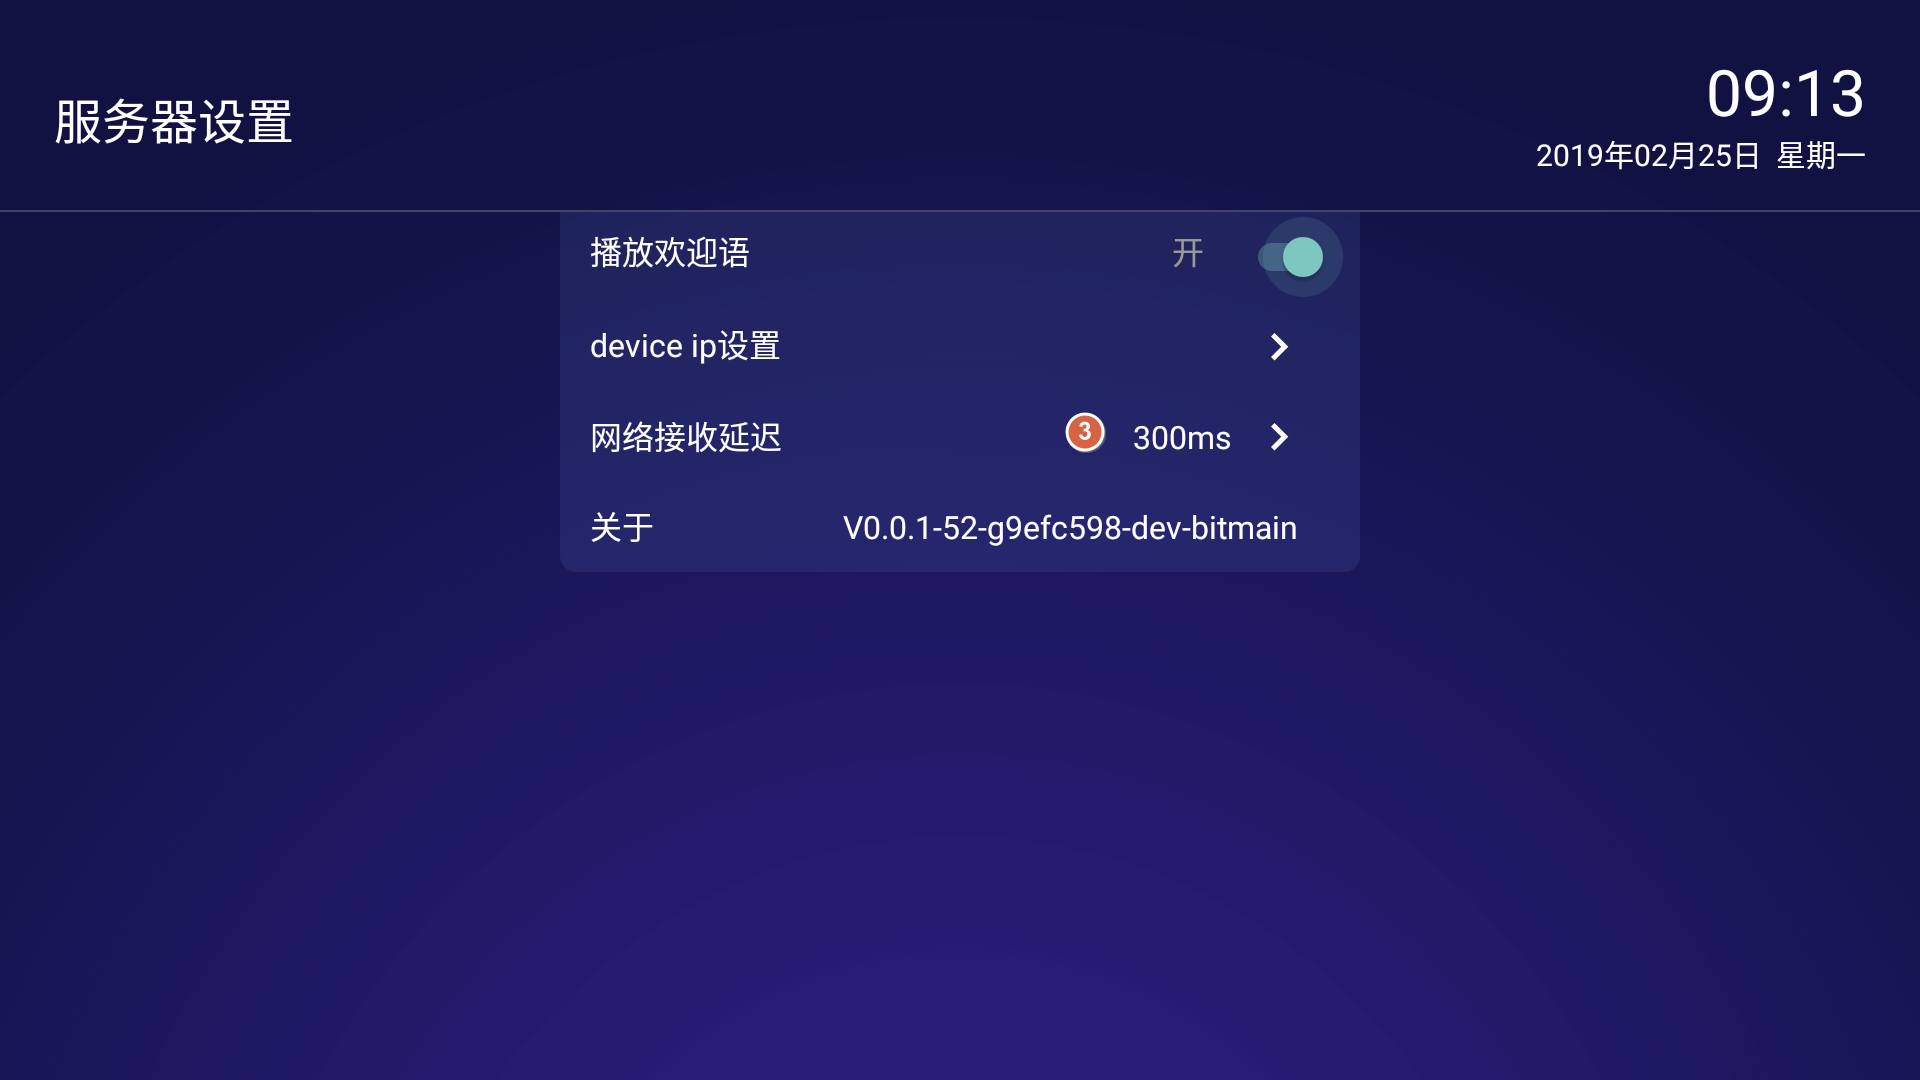 服务器设置
09:13
2019年02月25日 星期一
播放欢迎语 开
device ip设置
网络接收延迟 3 300ms
关于 V0.0.1-52-g9efc598-dev-bitmain